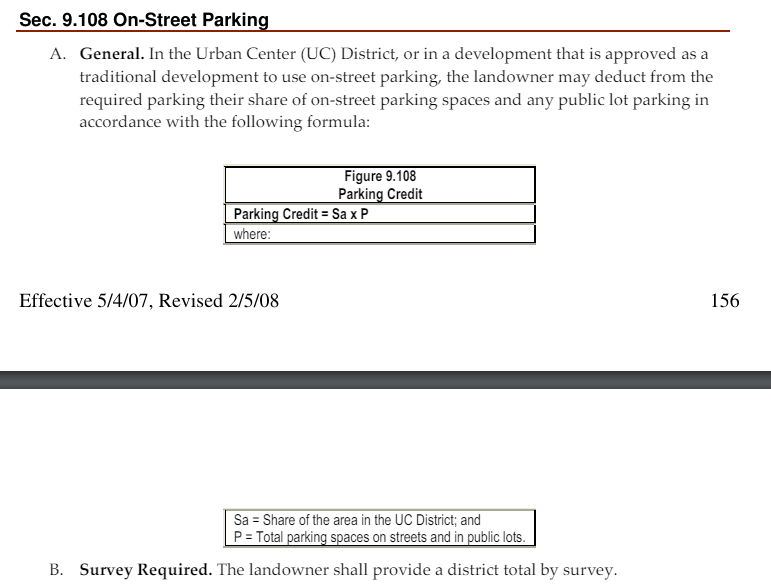 Sec. 9.108 On-Street Parking
A. General. In the Urban Center (UC) District, or in a development that is approved as a
traditional development to use on-street parking, the landowner may deduct from the
required parking their share of on-street parking spaces and any public lot parking in
accordance with the following formula:
Figure 9.108
Parking Credit
Parking Credit = Sa x P
where:
Effective 5/4/07, Revised 2/5/08 156
Sa = Share of the area in the UC District; and
P = Total parking spaces on streets and in public lots.
B. Survey Required. The landowner shall provide a district total by survey.